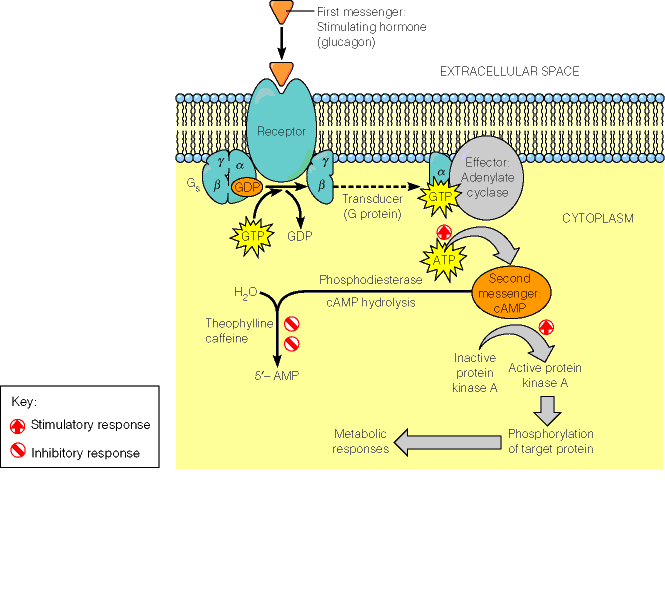 First messenger:
Stimulating hormone
(glucagon)
EXTRACELLULAR SPACE
Receptor
γ
α
β
γ
β
Gs
GDP
GTP
GDP
Transducer
(G protein)
α
GTP
Effector:
Adenylate
cyclase
CYTOPLASM
ATP
Second
messenger:
cAMP
Phosphodiesterase
cAMP hydrolysis
H2O
Theophylline
caffeine
5′– AMP
Inactive
protein
kinase A
Active protein
kinase A
Phosphorylation
of target protein
Metabolic
responses
Key:
Stimulatory response
Inhibitory response